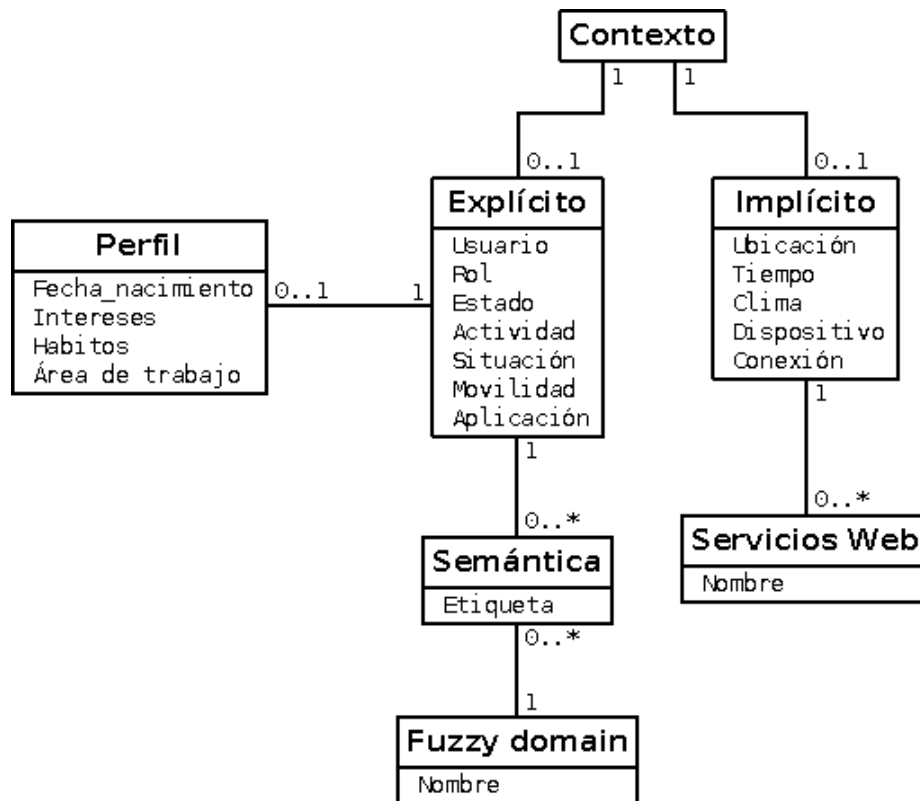 Contexto
1
1
0..1
0..1
Explícito
Usuario
Rol
Estado
Actividad
Situación
Movilidad
Aplicación
Implícito
Ubicación
Tiempo
Clima
Dispositivo
Conexión
Perfil
Fecha_nacimiento
Intereses
Habitos
Área de trabajo
0..1
1
1
1
0..*
0..*
Semántica
Etiqueta
Servicios Web
Nombre
0..*
1
Fuzzy domain
Nombre